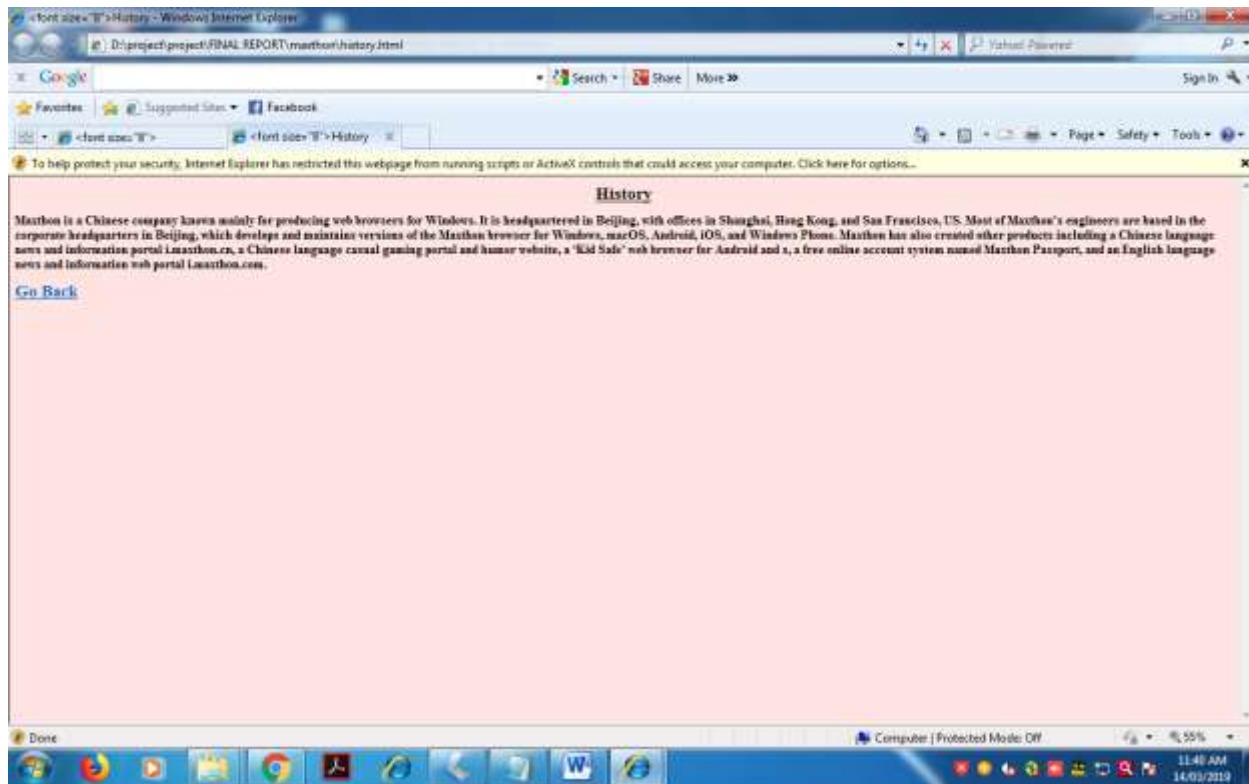 <font size="8">History - Windows Internet Explorer
D:\project\project\FINAL REPORT\maxthon\history.html
Yahoo! Powered
x Google
Search
Share
More »
Sign In
Favorites
Suggested Sites
Facebook
<font size="8">
<font size="8">History
Page
Safety
Tools
To help protect your security, Internet Explorer has restricted this webpage from running scripts or ActiveX controls that could access your computer. Click here for options...
History
Maxthon is a Chinese company known mainly for producing web browsers for Windows. It is headquartered in Beijing, with offices in Shanghai, Hong Kong, and San Francisco, US. Most of Maxthon's engineers are based in the
corporate headquarters in Beijing, which develops and maintains versions of the Maxthon browser for Windows, macOS, Android, iOS, and Windows Phone. Maxthon has also created other products including a Chinese language
news and information portal i.maxthon.cn, a Chinese language casual gaming portal and humor website, a 'Kid Safe' web browser for Android and s, a free online account system named Maxthon Passport, and an English language
news and information web portal i.maxthon.com.
Go Back
Done
Computer | Protected Mode: Off
55%
11:40 AM
14/03/2019